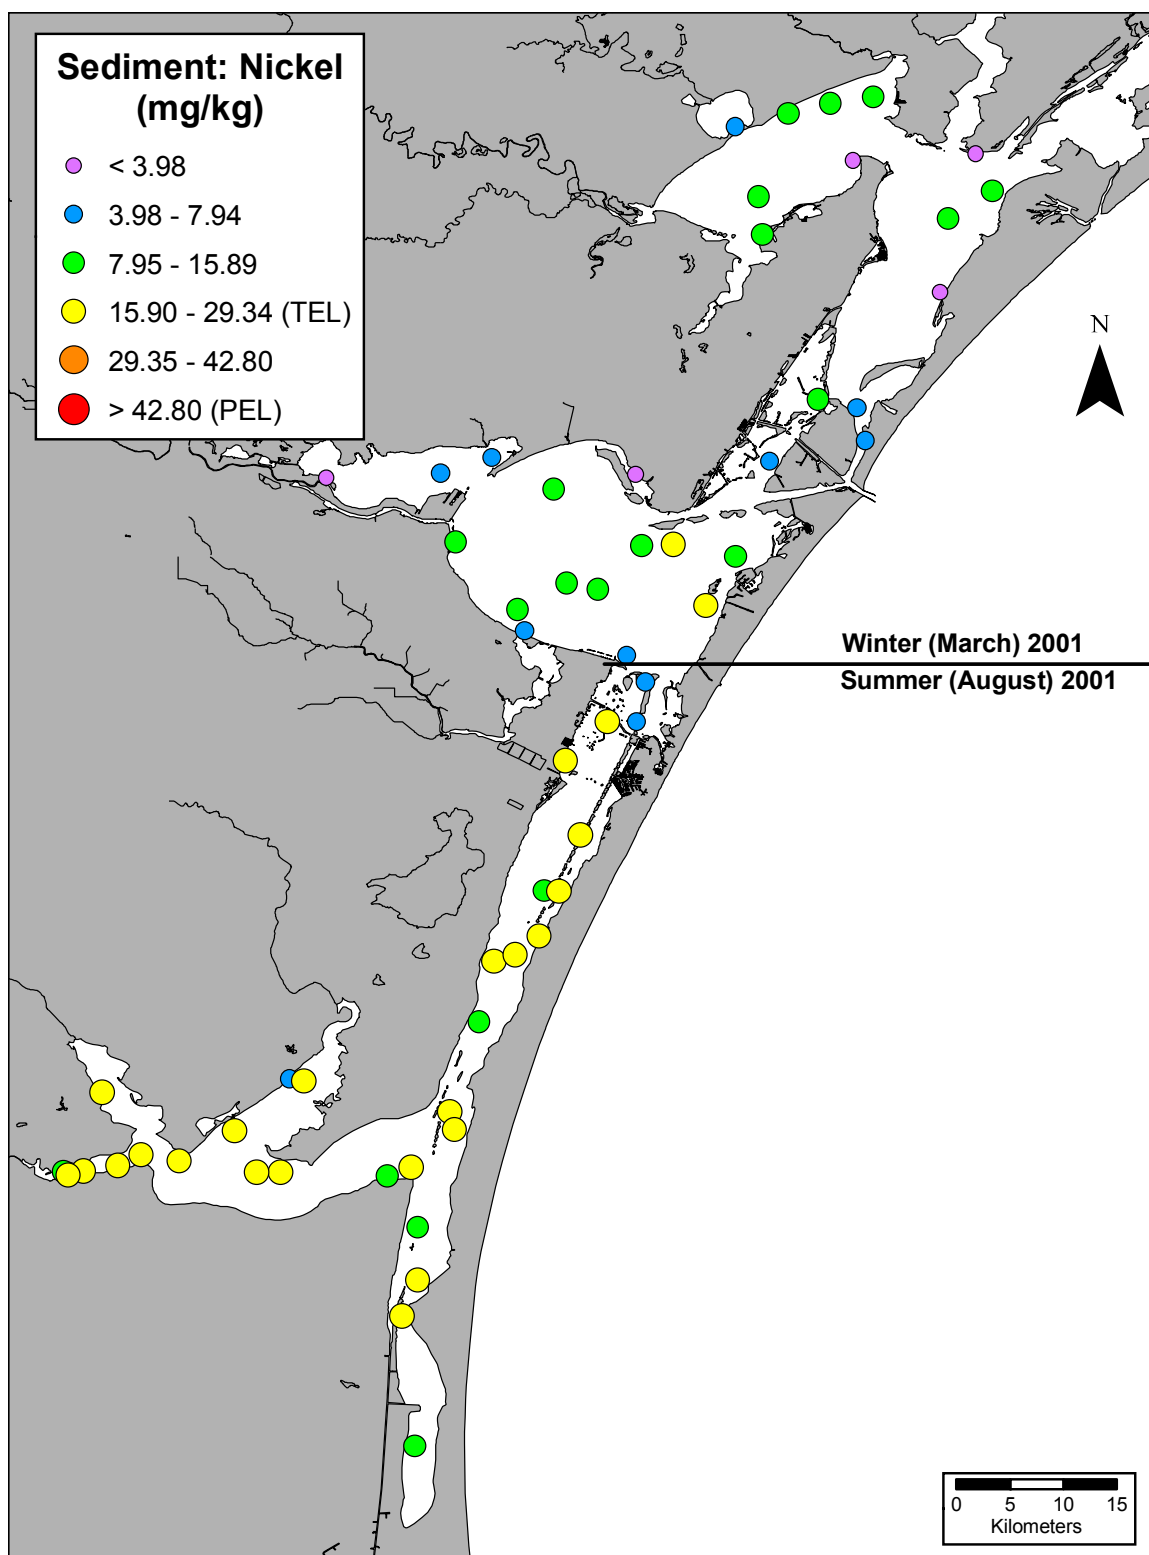 Sediment: Nickel
(mg/kg)
< 3.98
3.98 - 7.94
7.95 - 15.89
15.90 - 29.34 (TEL)
29.35 - 42.80
> 42.80 (PEL)
N
Winter (March) 2001
Summer (August) 2001
0 5 10 15
Kilometers